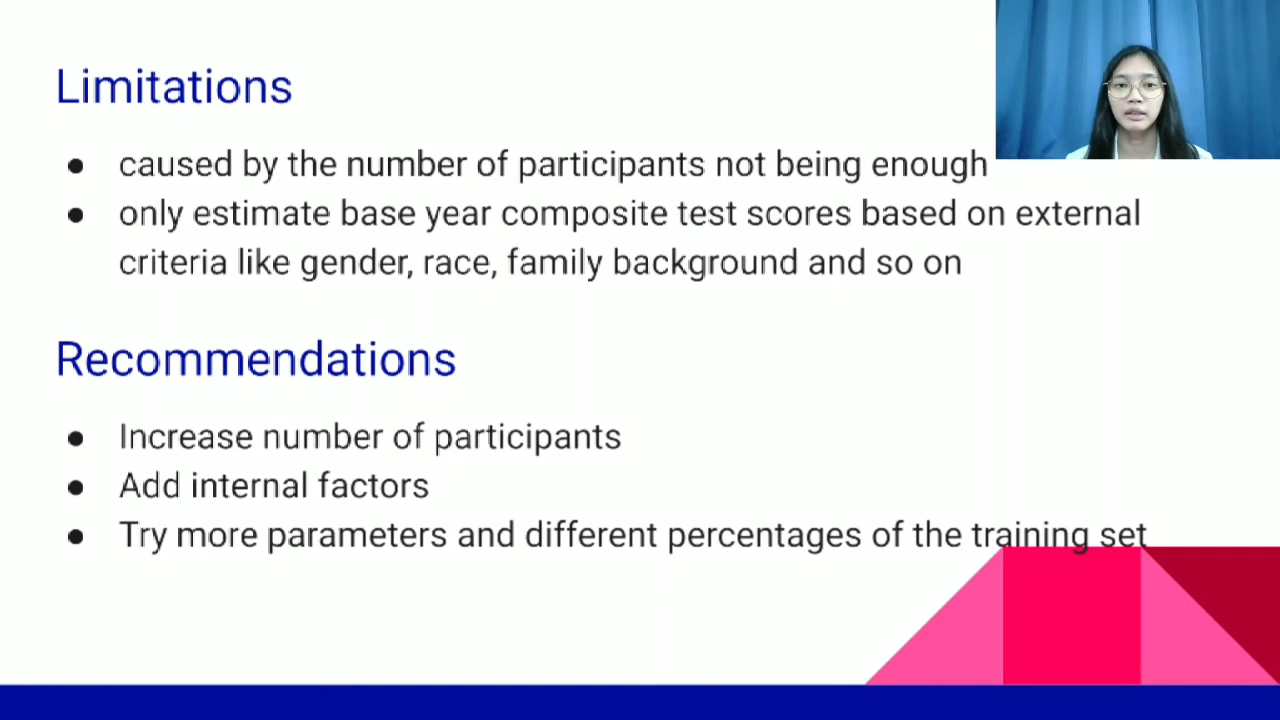 Limitations
● caused by the number of participants not being enough
● only estimate base year composite test scores based on external
criteria like gender, race, family background and so on
Recommendations
● Increase number of participants
● Add internal factors
● Try more parameters and different percentages of the training set